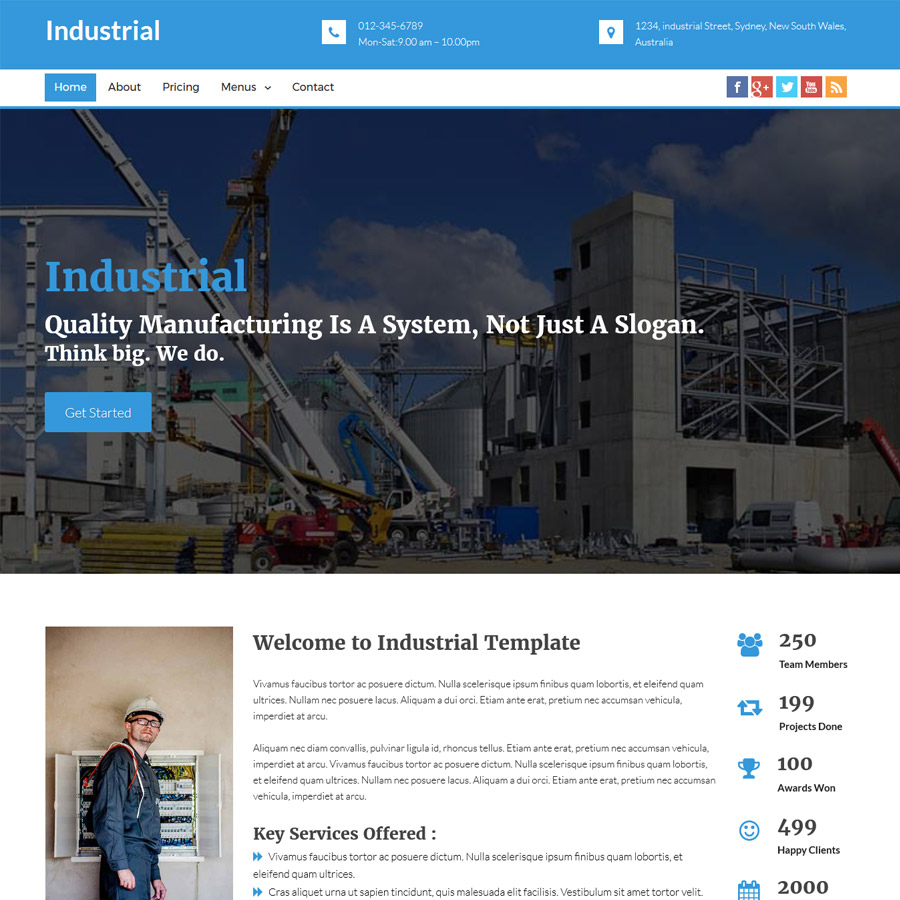 Industrial
012-345-6789
Mon-Sat:9.00 am – 10.00pm
1234, industrial Street, Sydney, New South Wales,
Australia
Home About Pricing Menus Contact
f g+ You Tube
Industrial
Quality Manufacturing Is A System, Not Just A Slogan.
Think big. We do.
Get Started
Welcome to Industrial Template
Vivamus faucibus tortor ac posuere dictum. Nulla scelerisque ipsum finibus quam lobortis, et eleifend quam
ultrices. Nullam nec posuere lacus. Aliquam a dui orci. Etiam ante erat, pretium nec accumsan vehicula,
imperdiet at arcu.
Aliquam nec diam convallis, pulvinar ligula id, rhoncus tellus. Etiam ante erat, pretium nec accumsan vehicula,
imperdiet at arcu. Vivamus faucibus tortor ac posuere dictum. Nulla scelerisque ipsum finibus quam lobortis,
et eleifend quam ultrices. Nullam nec posuere lacus. Aliquam a dui orci. Etiam ante erat, pretium nec accumsan
vehicula, imperdiet at arcu.
Key Services Offered :
Vivamus faucibus tortor ac posuere dictum. Nulla scelerisque ipsum finibus quam lobortis, et
eleifend quam ultrices.
Cras aliquet urna ut sapien tincidunt, quis malesuada elit facilisis. Vestibulum sit amet tortor velit.
250
Team Members
199
Projects Done
100
Awards Won
499
Happy Clients
2000